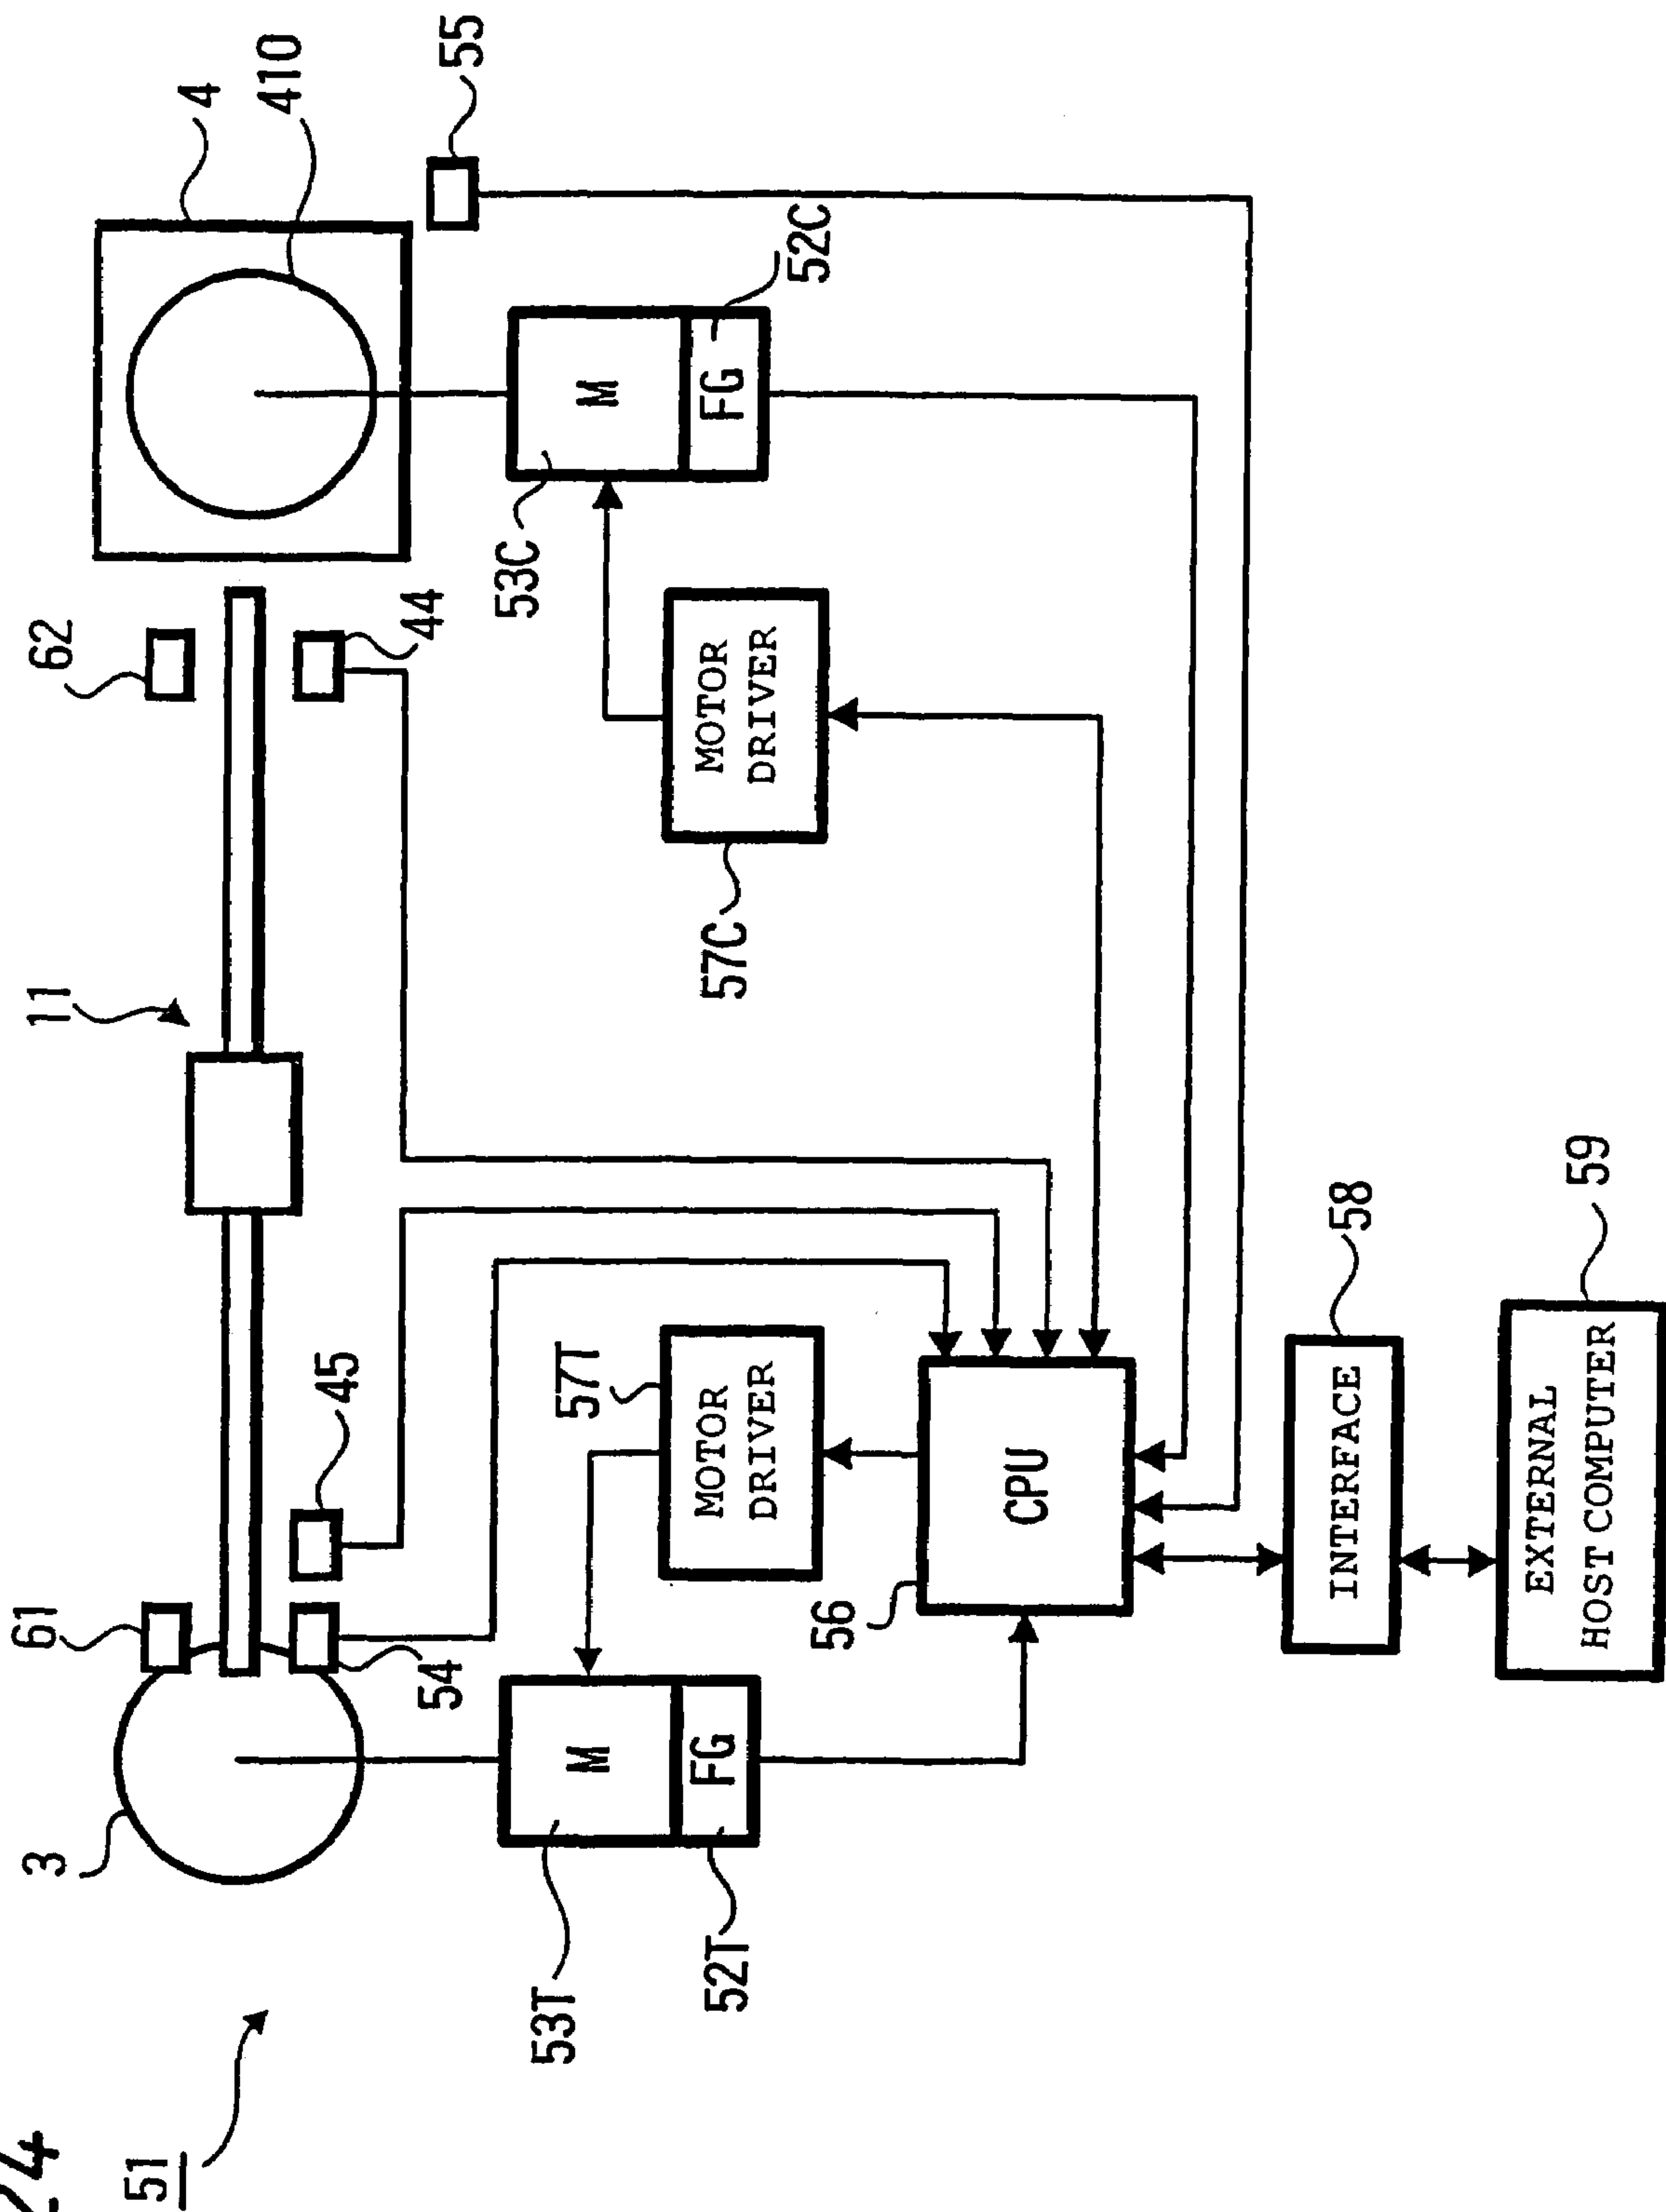 24
51
3
61
11
62
4
410
55
45
54
44
53T
M
FG
52T
57T
MOTOR
DRIVER
56
CPU
57C
MOTOR
DRIVER
53C
M
FG
52C
58
INTERFACE
59
EXTERNAL
HOST COMPUTER